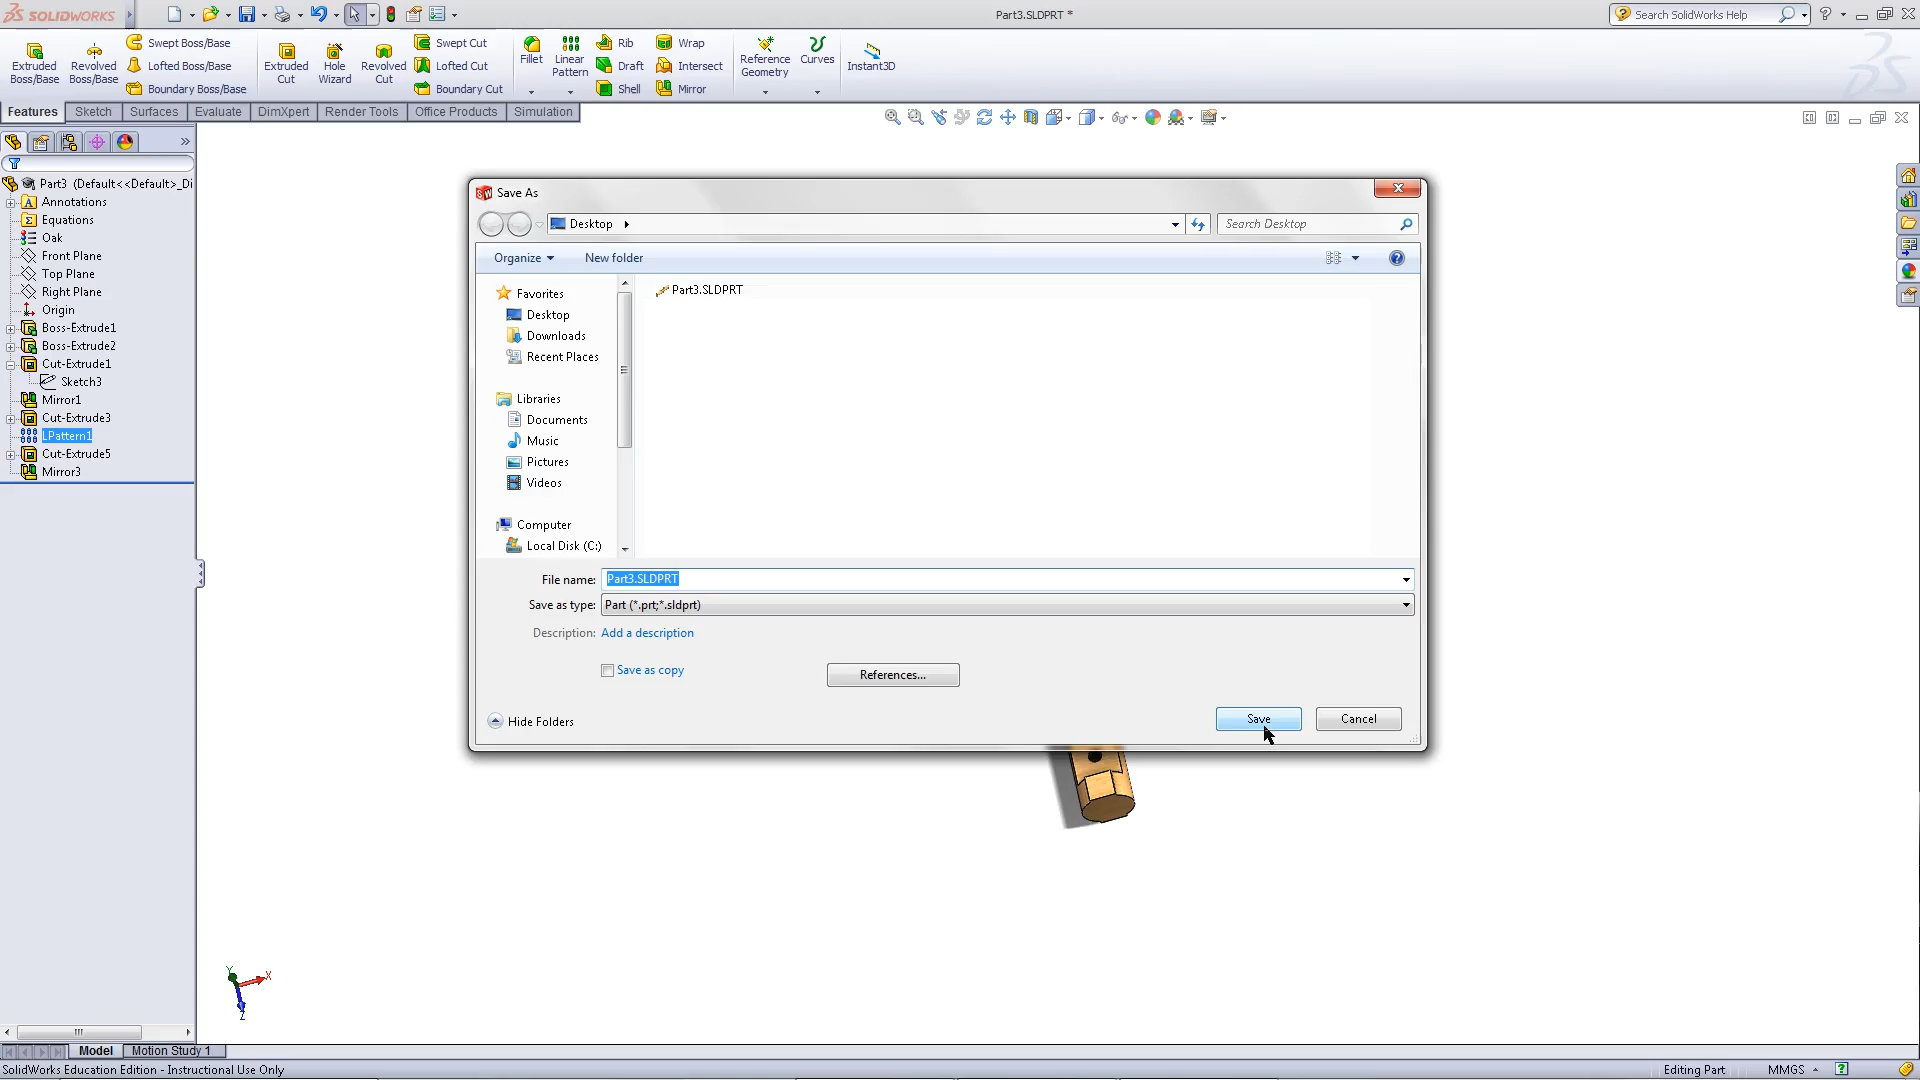 SOLIDWORKS
Part3.SLDPRT *
Search SolidWorks Help
Extruded Boss/Base
Revolved Boss/Base
Swept Boss/Base
Lofted Boss/Base
Boundary Boss/Base
Extruded Cut
Hole Wizard
Revolved Cut
Swept Cut
Lofted Cut
Boundary Cut
Fillet
Linear Pattern
Rib
Draft
Shell
Wrap
Intersect
Mirror
Reference Geometry
Curves
Instant3D
Features
Sketch
Surfaces
Evaluate
DimXpert
Render Tools
Office Products
Simulation
Part3 (Default<<Default>_Di
Annotations
Equations
Oak
Front Plane
Top Plane
Right Plane
Origin
Boss-Extrude1
Boss-Extrude2
Cut-Extrude1
Sketch3
Mirror1
Cut-Extrude3
LPattern1
Cut-Extrude5
Mirror3
Save As
Desktop
Search Desktop
Organize
New folder
Favorites
Desktop
Downloads
Recent Places
Libraries
Documents
Music
Pictures
Videos
Computer
Local Disk (C:)
Part3.SLDPRT
File name: Part3.SLDPRT
Save as type: Part (*.prt;*.sldprt)
Description: Add a description
Save as copy
References...
Hide Folders
Save
Cancel
Y
X
Z
Model
Motion Study 1
SolidWorks Education Edition - Instructional Use Only
Editing Part
MMGS